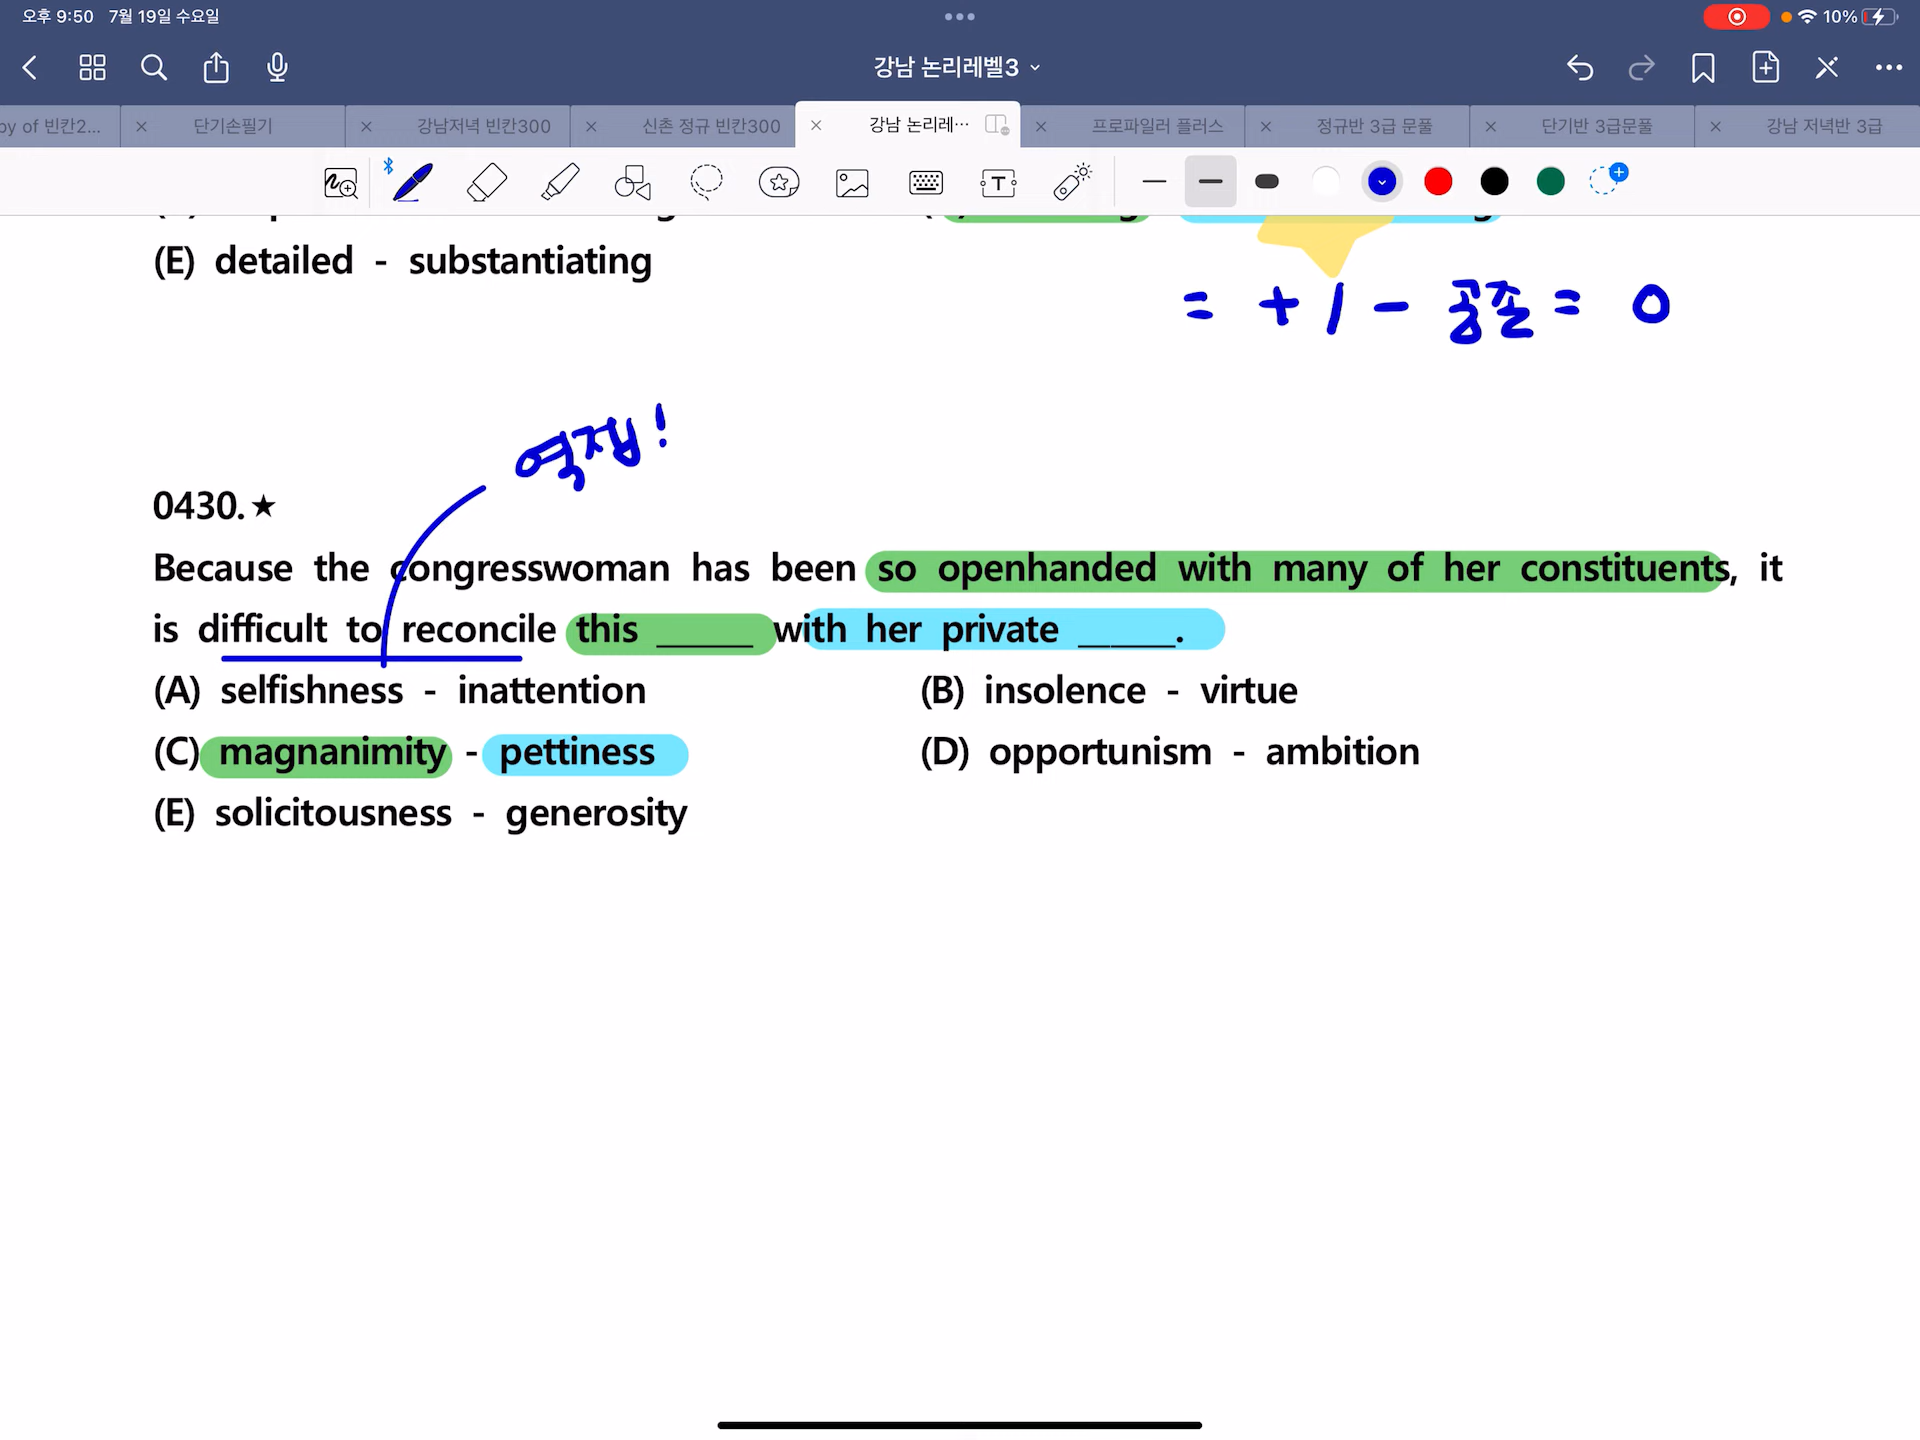 오후 9:50 7월 19일 수요일
10%
강남 논리레벨3
by of 빈칸2...
단기손필기
강남저녁 빈칸300
신촌 정규 빈칸300
강남 논리레…
프로파일러 플러스
정규반 3급 문풀
단기반 3급문풀
강남 저녁반 3급
T
(E) detailed - substantiating
= + 1 - 공존 = 0
역접!
0430.★
Because the congresswoman has been so openhanded with many of her constituents, it
is difficult to reconcile this ______ with her private ______.
(A) selfishness - inattention (B) insolence - virtue
(C) magnanimity - pettiness (D) opportunism - ambition
(E) solicitousness - generosity